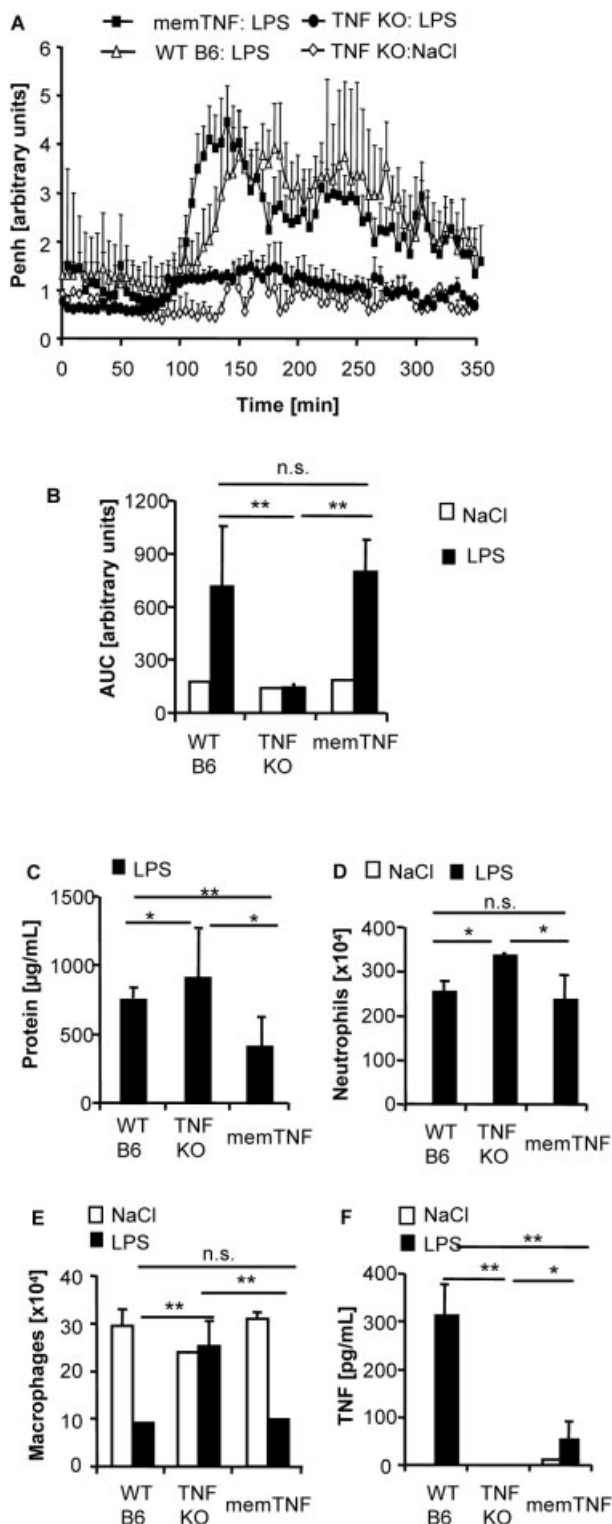 A
memTNF: LPS TNF KO: LPS
WT B6: LPS TNF KO:NaCl
Penh [arbitrary units]
6
5
4
3
2
1
0
0 50 100 150 200 250 300 350
Time [min]
B
n.s.
** **
NaCl
LPS
AUC [arbitrary units]
1200
900
600
300
0
WT B6
TNF KO
memTNF
C
LPS
**
* *
Protein [µg/mL]
1500
1000
500
0
WT B6
TNF KO
memTNF
D
NaCl LPS
n.s.
* *
Neutrophils [x10⁴]
400
300
200
100
0
WT B6
TNF KO
memTNF
E
NaCl
LPS
n.s.
** **
Macrophages [x10⁴]
40
30
20
10
0
WT B6
TNF KO
memTNF
F
NaCl
LPS
**
** *
TNF [pg/mL]
400
300
200
100
0
WT B6
TNF KO
memTNF